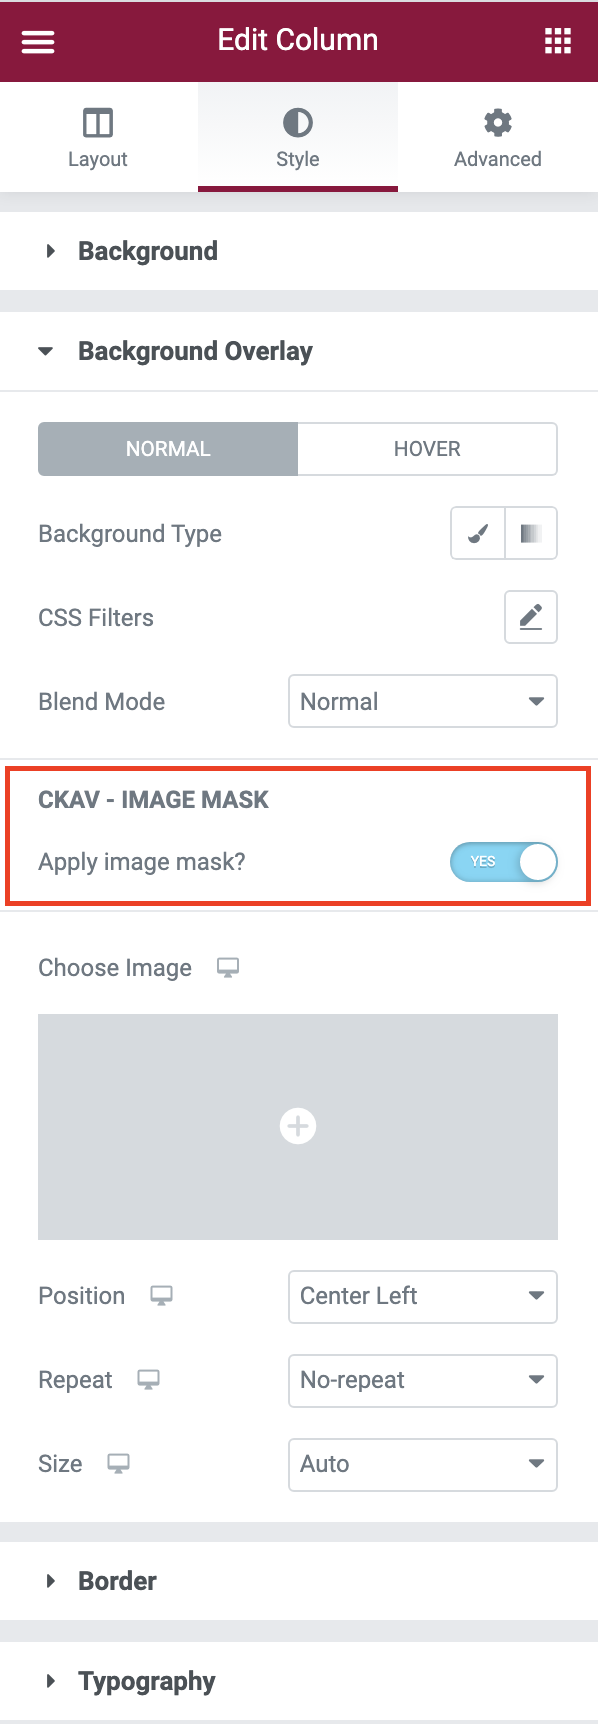 Edit Column
Layout Style Advanced
Background
Background Overlay
NORMAL HOVER
Background Type
CSS Filters
Blend Mode Normal
CKAV - IMAGE MASK
Apply image mask? YES
Choose Image
Position Center Left
Repeat No-repeat
Size Auto
Border
Typography